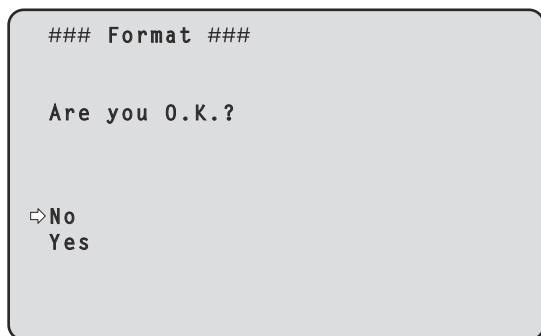 ### Format ###
Are you O.K.?
⇨No
Yes